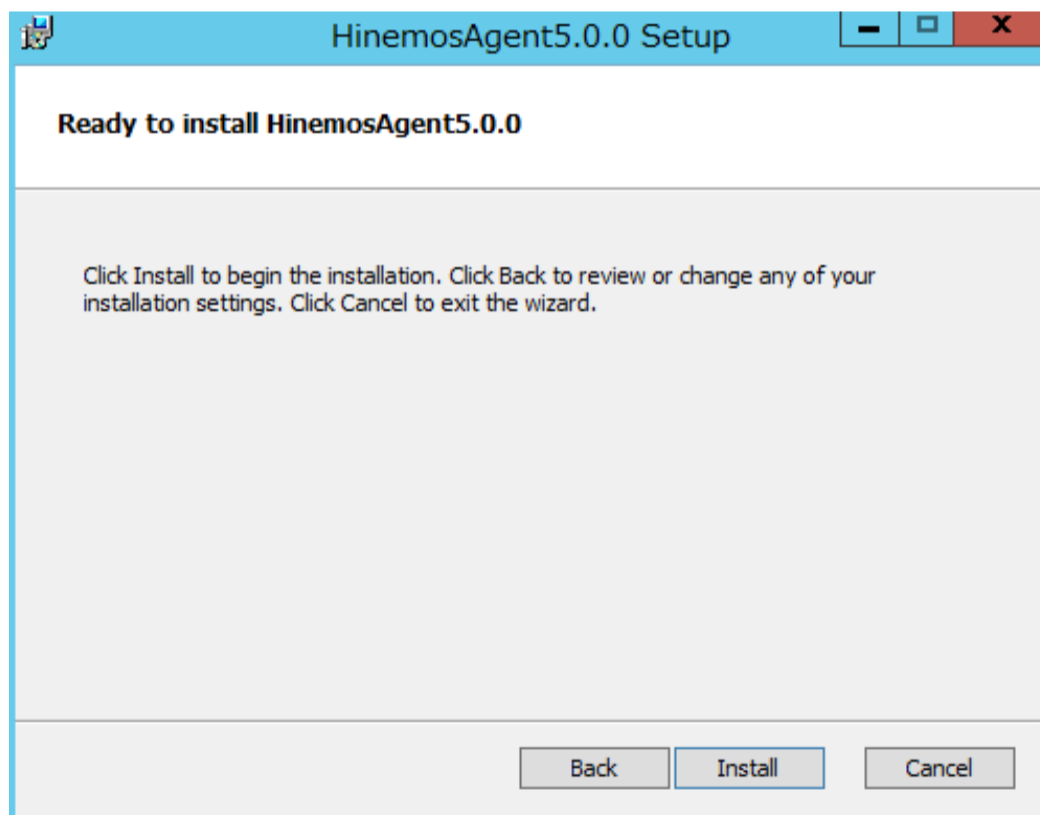 HinemosAgent5.0.0 Setup
Ready to install HinemosAgent5.0.0
Click Install to begin the installation. Click Back to review or change any of your
installation settings. Click Cancel to exit the wizard.
Back Install Cancel